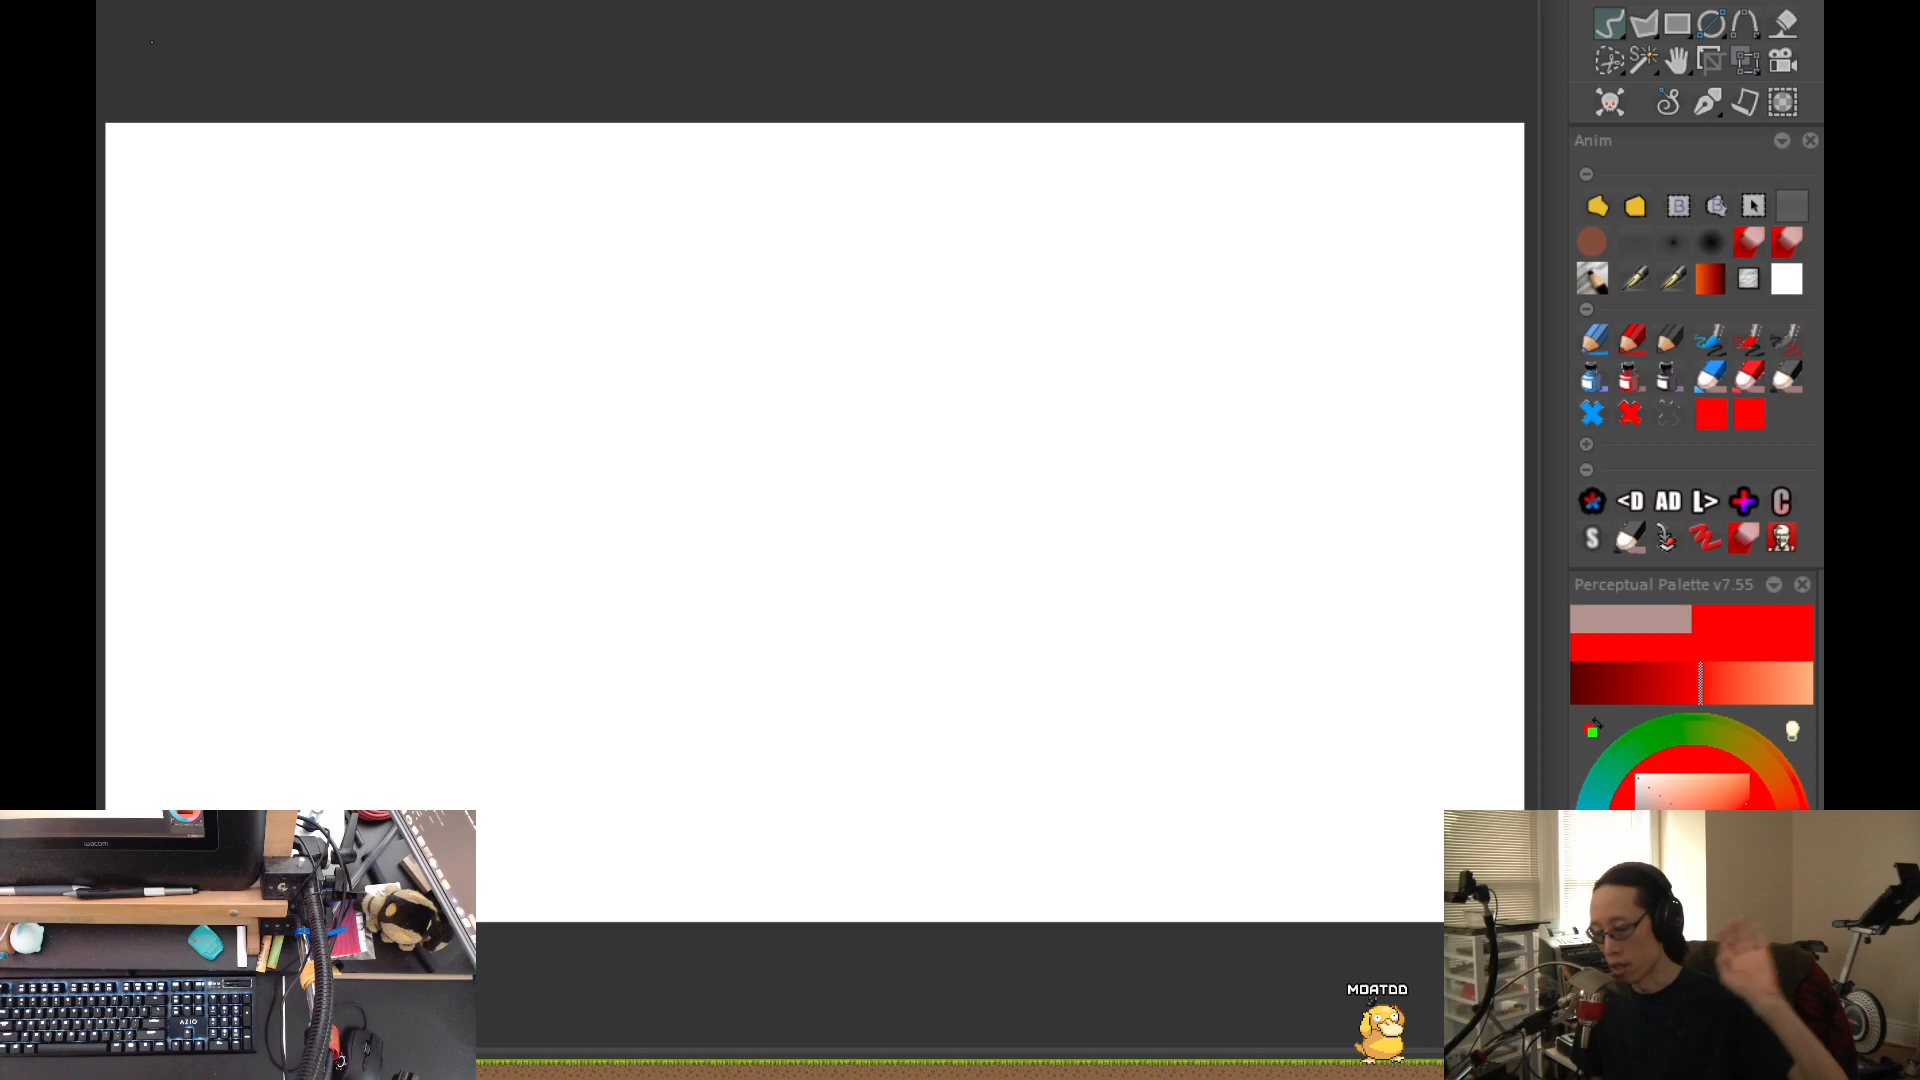 S
Anim
B
B
<D AD L> C
S
Perceptual Palette v7.55
wacom
AZIO
MOATDD